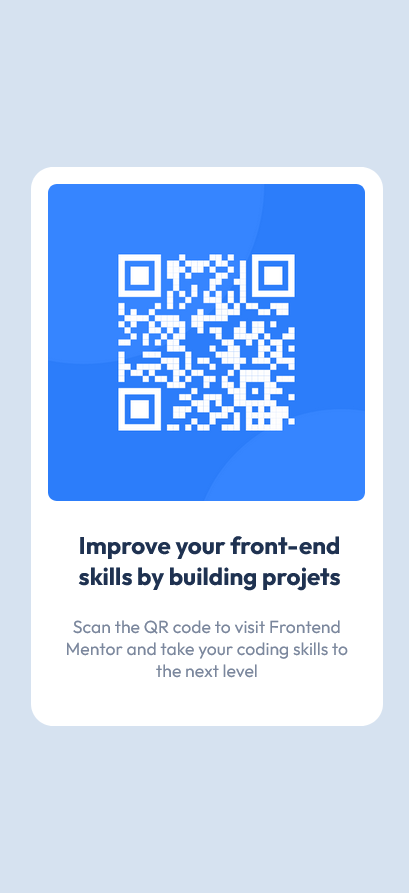 Improve your front-end
skills by building projets
Scan the QR code to visit Frontend
Mentor and take your coding skills to
the next level